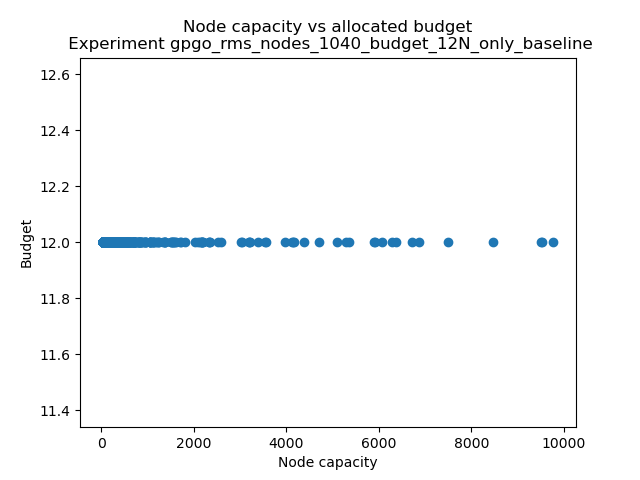 Node capacity vs allocated budget
Experiment gpgo_rms_nodes_1040_budget_12N_only_baseline
12.6
12.4
12.2
12.0
11.8
11.6
11.4
Budget
0 2000 4000 6000 8000 10000
Node capacity